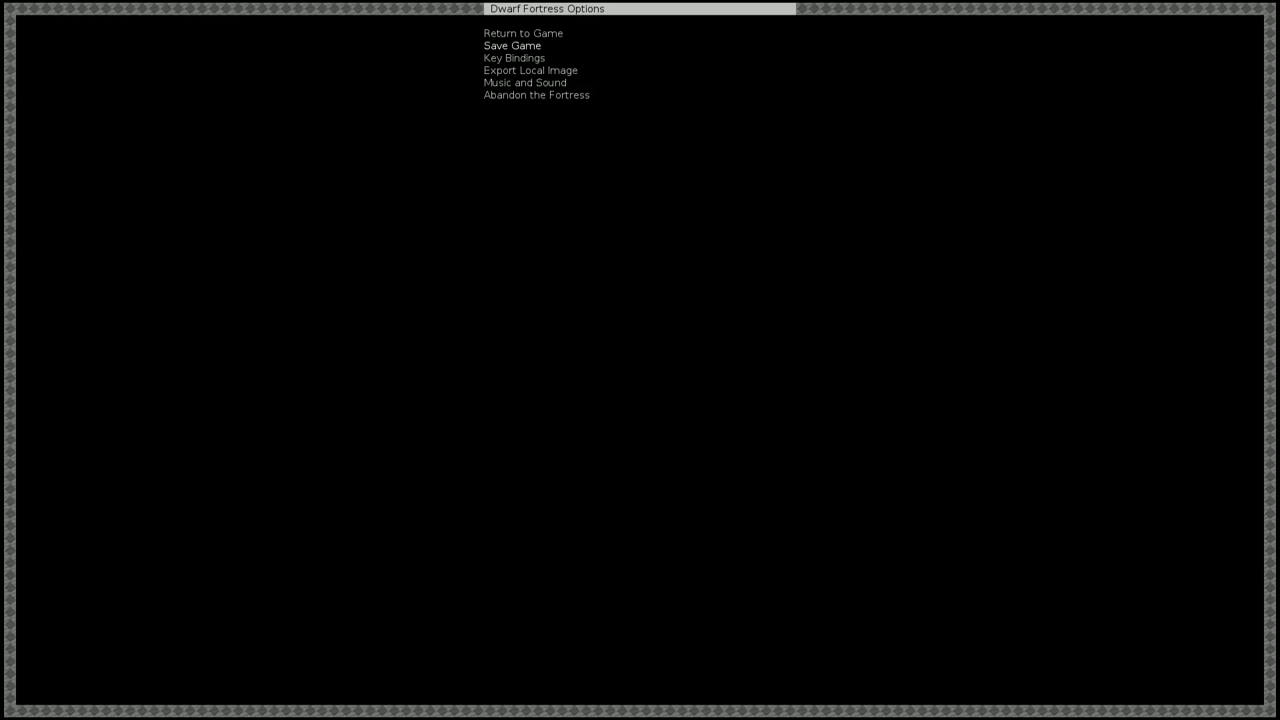 Dwarf Fortress Options
Return to Game
Save Game
Key Bindings
Export Local Image
Music and Sound
Abandon the Fortress